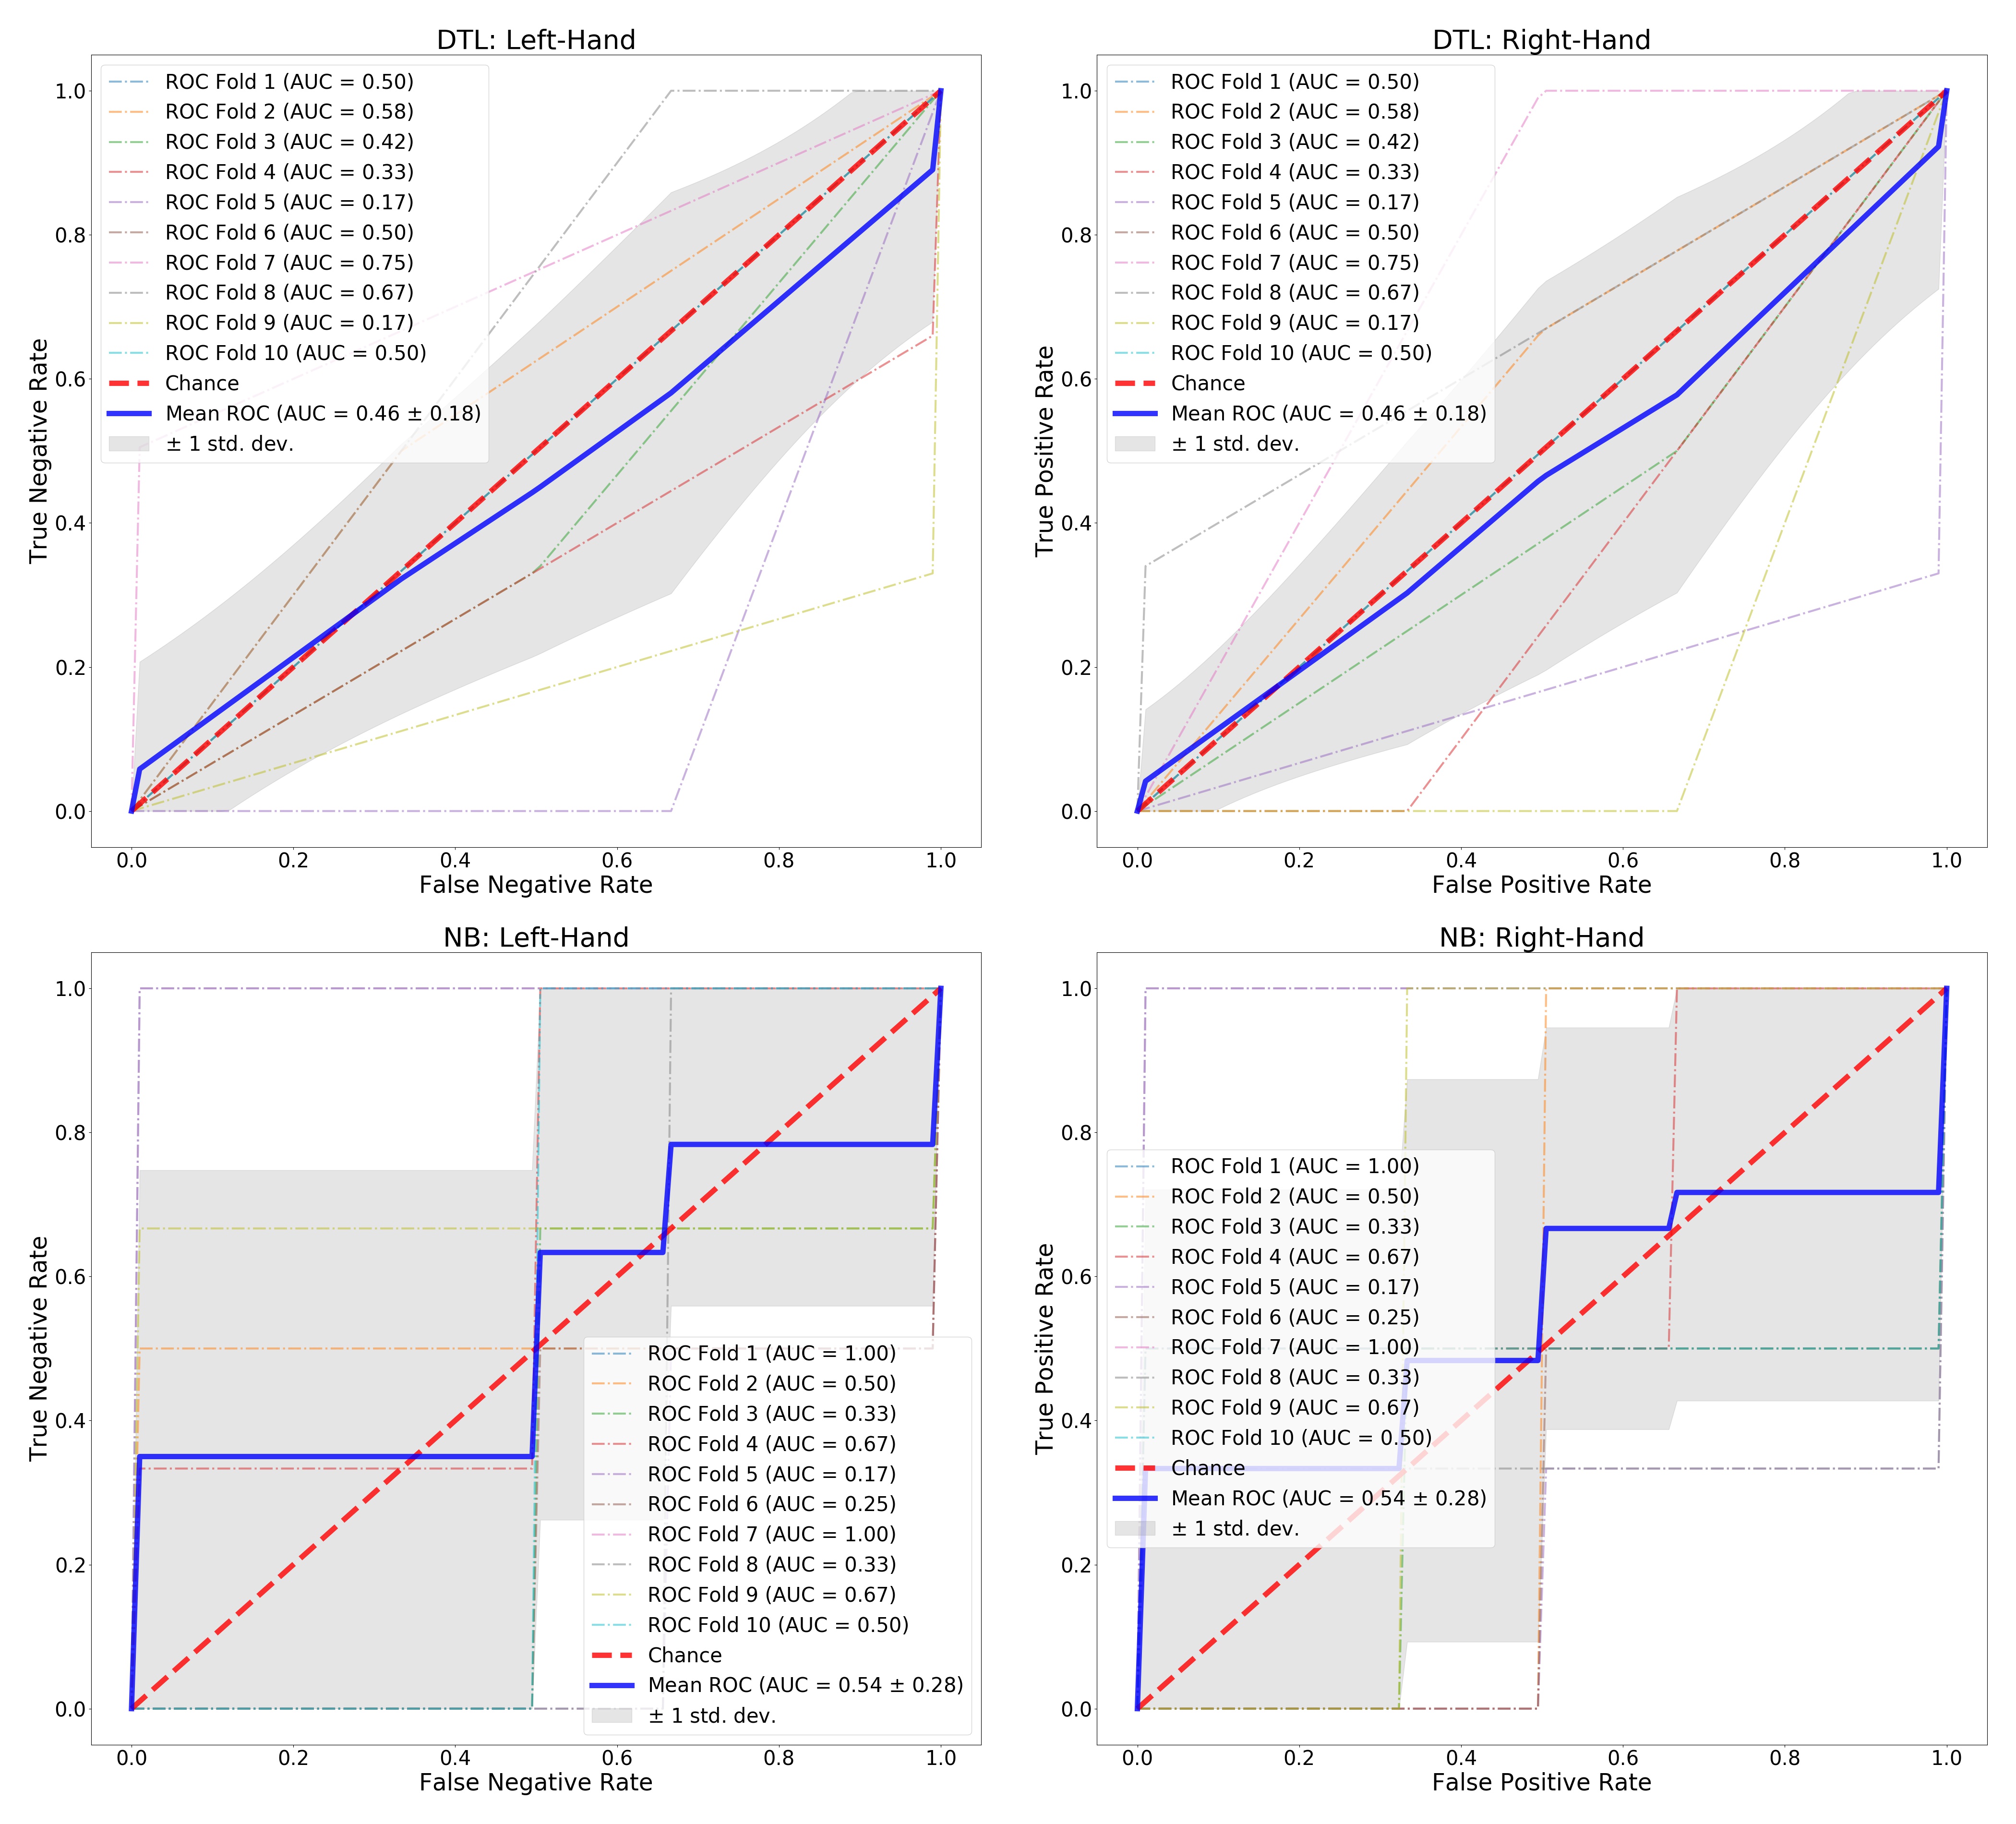 DTL: Left-Hand
True Negative Rate
1.0
0.8
0.6
0.4
0.2
0.0
ROC Fold 1 (AUC = 0.50)
ROC Fold 2 (AUC = 0.58)
ROC Fold 3 (AUC = 0.42)
ROC Fold 4 (AUC = 0.33)
ROC Fold 5 (AUC = 0.17)
ROC Fold 6 (AUC = 0.50)
ROC Fold 7 (AUC = 0.75)
ROC Fold 8 (AUC = 0.67)
ROC Fold 9 (AUC = 0.17)
ROC Fold 10 (AUC = 0.50)
Chance
Mean ROC (AUC = 0.46 ± 0.18)
± 1 std. dev.
0.0 0.2 0.4 0.6 0.8 1.0
False Negative Rate
DTL: Right-Hand
True Positive Rate
1.0
0.8
0.6
0.4
0.2
0.0
ROC Fold 1 (AUC = 0.50)
ROC Fold 2 (AUC = 0.58)
ROC Fold 3 (AUC = 0.42)
ROC Fold 4 (AUC = 0.33)
ROC Fold 5 (AUC = 0.17)
ROC Fold 6 (AUC = 0.50)
ROC Fold 7 (AUC = 0.75)
ROC Fold 8 (AUC = 0.67)
ROC Fold 9 (AUC = 0.17)
ROC Fold 10 (AUC = 0.50)
Chance
Mean ROC (AUC = 0.46 ± 0.18)
± 1 std. dev.
0.0 0.2 0.4 0.6 0.8 1.0
False Positive Rate
NB: Left-Hand
True Negative Rate
1.0
0.8
0.6
0.4
0.2
0.0
ROC Fold 1 (AUC = 1.00)
ROC Fold 2 (AUC = 0.50)
ROC Fold 3 (AUC = 0.33)
ROC Fold 4 (AUC = 0.67)
ROC Fold 5 (AUC = 0.17)
ROC Fold 6 (AUC = 0.25)
ROC Fold 7 (AUC = 1.00)
ROC Fold 8 (AUC = 0.33)
ROC Fold 9 (AUC = 0.67)
ROC Fold 10 (AUC = 0.50)
Chance
Mean ROC (AUC = 0.54 ± 0.28)
± 1 std. dev.
0.0 0.2 0.4 0.6 0.8 1.0
False Negative Rate
NB: Right-Hand
True Positive Rate
1.0
0.8
0.6
0.4
0.2
0.0
ROC Fold 1 (AUC = 1.00)
ROC Fold 2 (AUC = 0.50)
ROC Fold 3 (AUC = 0.33)
ROC Fold 4 (AUC = 0.67)
ROC Fold 5 (AUC = 0.17)
ROC Fold 6 (AUC = 0.25)
ROC Fold 7 (AUC = 1.00)
ROC Fold 8 (AUC = 0.33)
ROC Fold 9 (AUC = 0.67)
ROC Fold 10 (AUC = 0.50)
Chance
Mean ROC (AUC = 0.54 ± 0.28)
± 1 std. dev.
0.0 0.2 0.4 0.6 0.8 1.0
False Positive Rate